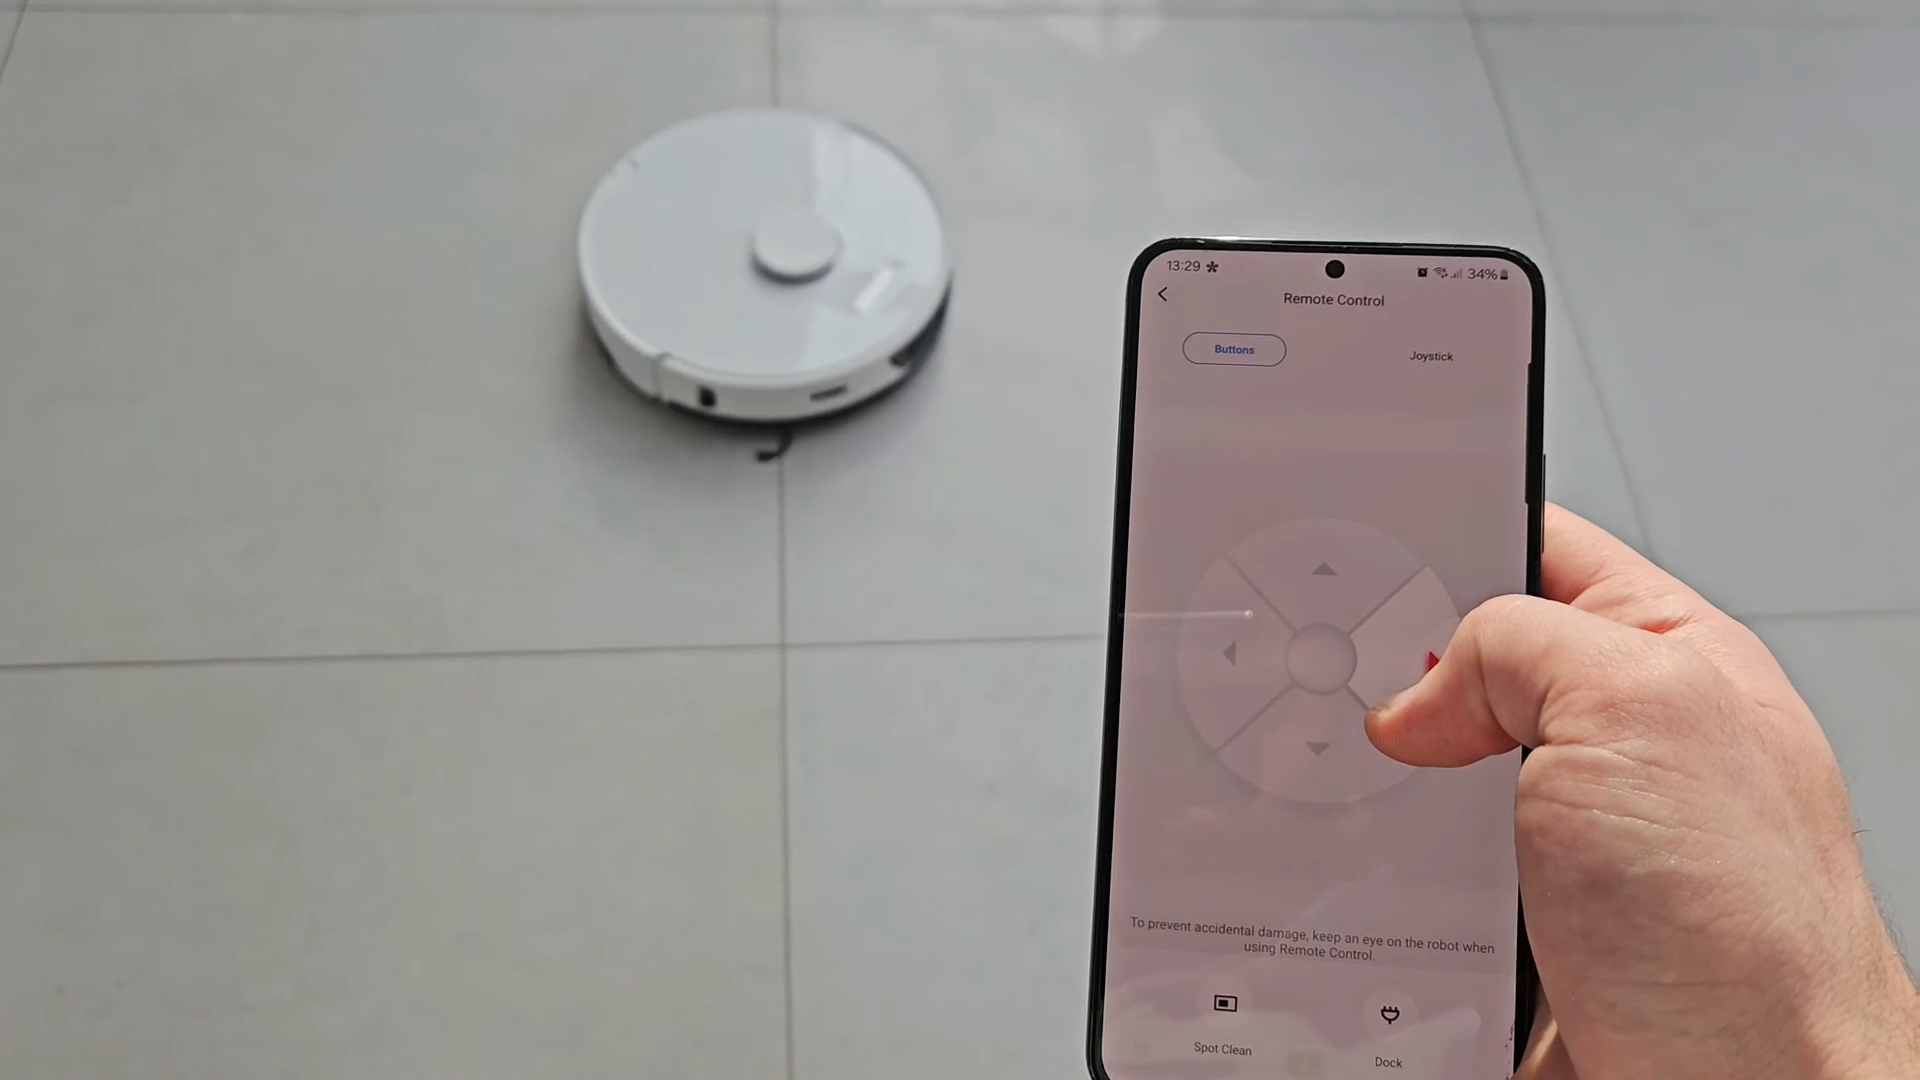 13:29
34%
Remote Control
Buttons
Joystick
To prevent accidental damage, keep an eye on the robot when
using Remote Control.
Spot Clean
Dock